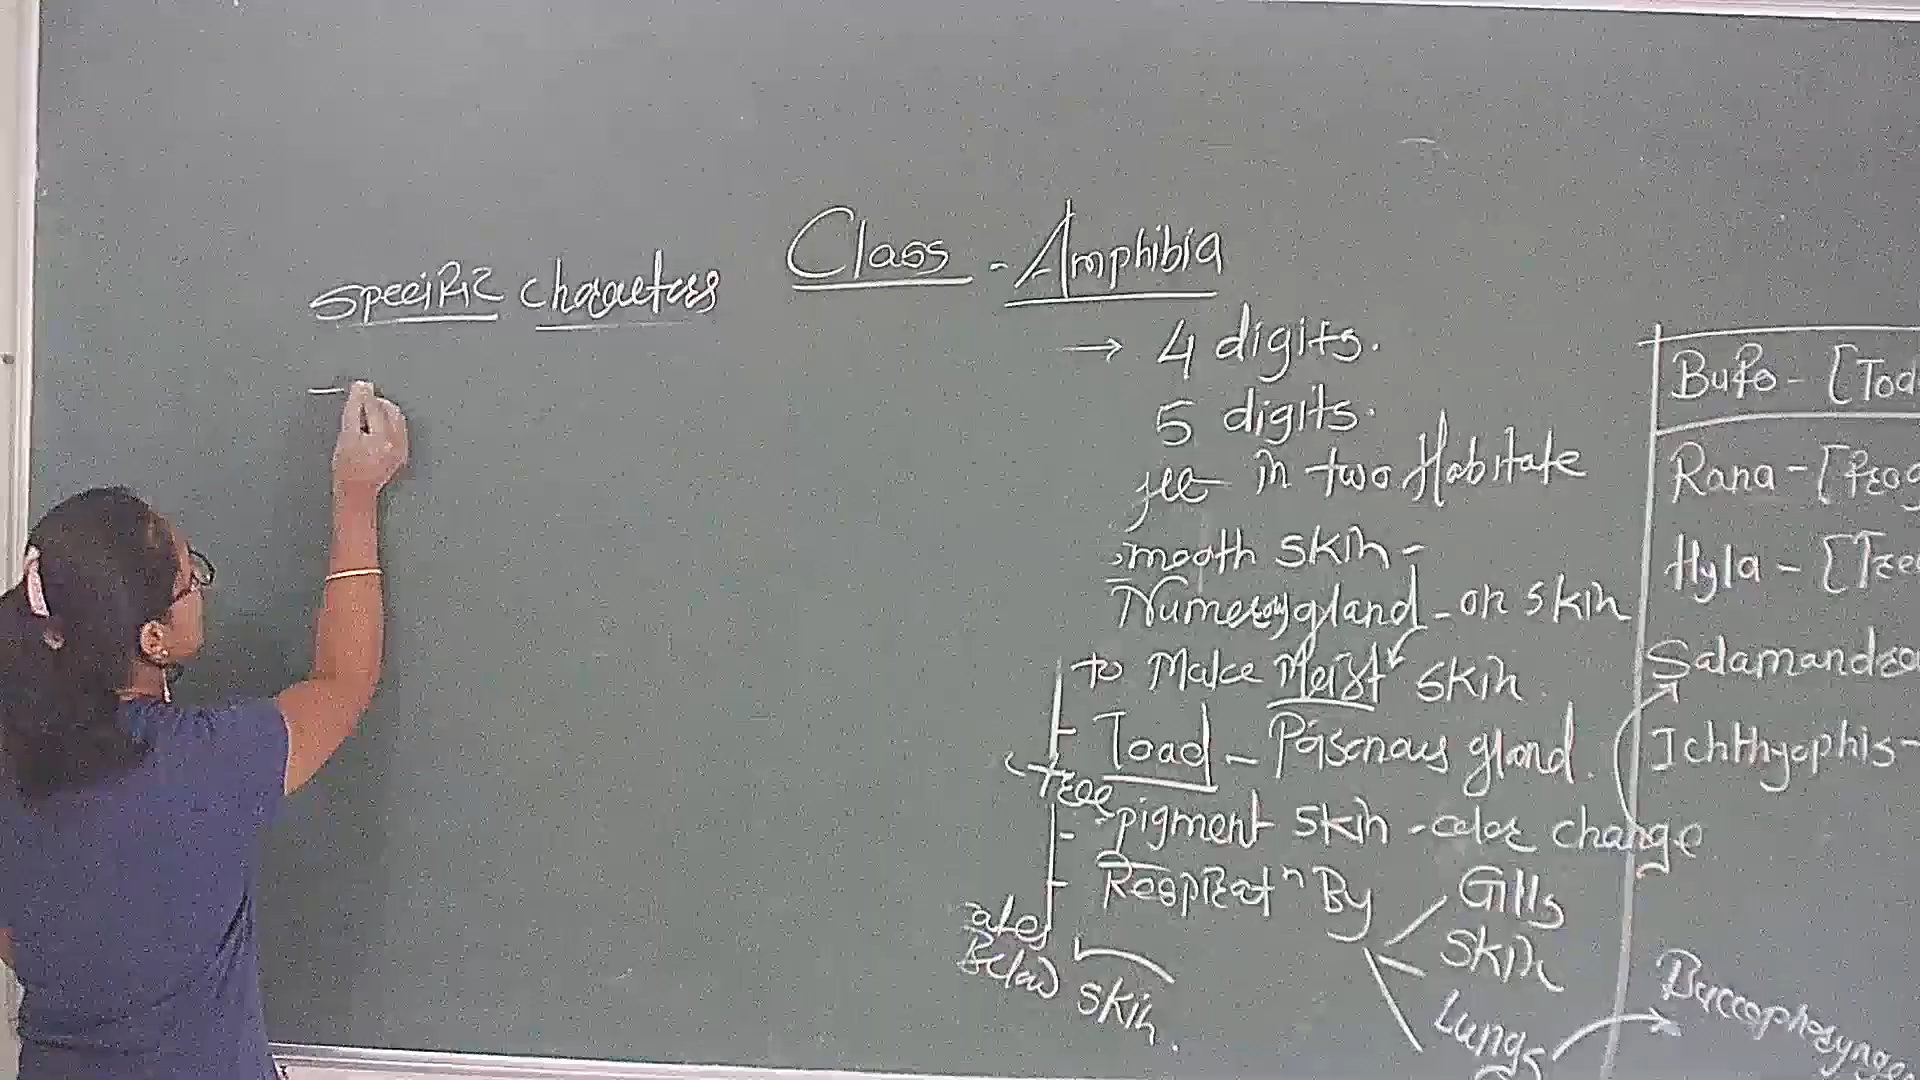 Class - Amphibia
Specific characters
→ 4 digits.
5 digits.
in two Habitate
smooth skin -
Numerous gland - on skin
to Make Moist skin
Toad - Poisonous gland.
Tree
pigment skin - color change
Respirat^n By
Gills
Skin
Lungs
Below
skin.
Bufo - [Tod
Rana - [Frog
Hyla - [Tree
Salamander
Ichthyophis -